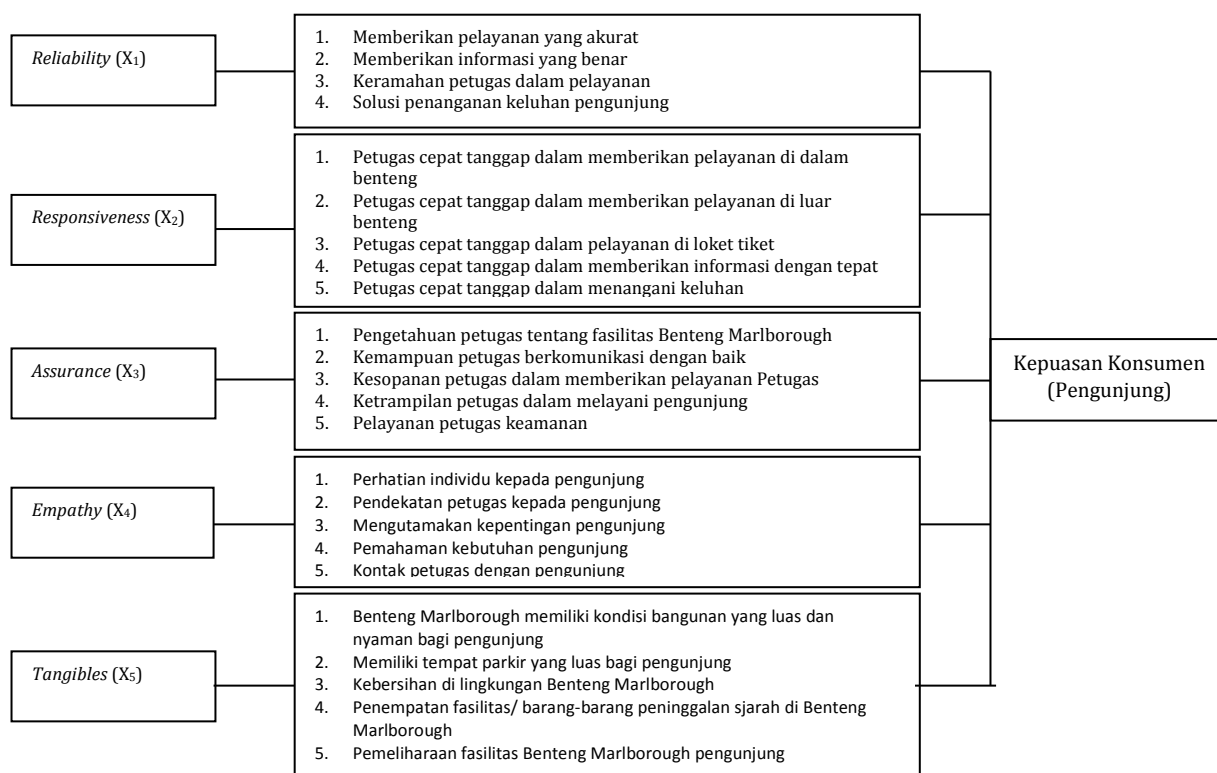 Reliability (X₁)
1. Memberikan pelayanan yang akurat
2. Memberikan informasi yang benar
3. Keramahan petugas dalam pelayanan
4. Solusi penanganan keluhan pengunjung
Responsiveness (X₂)
1. Petugas cepat tanggap dalam memberikan pelayanan di dalam
benteng
2. Petugas cepat tanggap dalam memberikan pelayanan di luar
benteng
3. Petugas cepat tanggap dalam pelayanan di loket tiket
4. Petugas cepat tanggap dalam memberikan informasi dengan tepat
5. Petugas cepat tanggap dalam menangani keluhan
Assurance (X₃)
1. Pengetahuan petugas tentang fasilitas Benteng Marlborough
2. Kemampuan petugas berkomunikasi dengan baik
3. Kesopanan petugas dalam memberikan pelayanan Petugas
4. Ketrampilan petugas dalam melayani pengunjung
5. Pelayanan petugas keamanan
Empathy (X₄)
1. Perhatian individu kepada pengunjung
2. Pendekatan petugas kepada pengunjung
3. Mengutamakan kepentingan pengunjung
4. Pemahaman kebutuhan pengunjung
5. Kontak petugas dengan pengunjung
Tangibles (X₅)
1. Benteng Marlborough memiliki kondisi bangunan yang luas dan
nyaman bagi pengunjung
2. Memiliki tempat parkir yang luas bagi pengunjung
3. Kebersihan di lingkungan Benteng Marlborough
4. Penempatan fasilitas/ barang-barang peninggalan sjarah di Benteng
Marlborough
5. Pemeliharaan fasilitas Benteng Marlborough pengunjung
Kepuasan Konsumen
(Pengunjung)